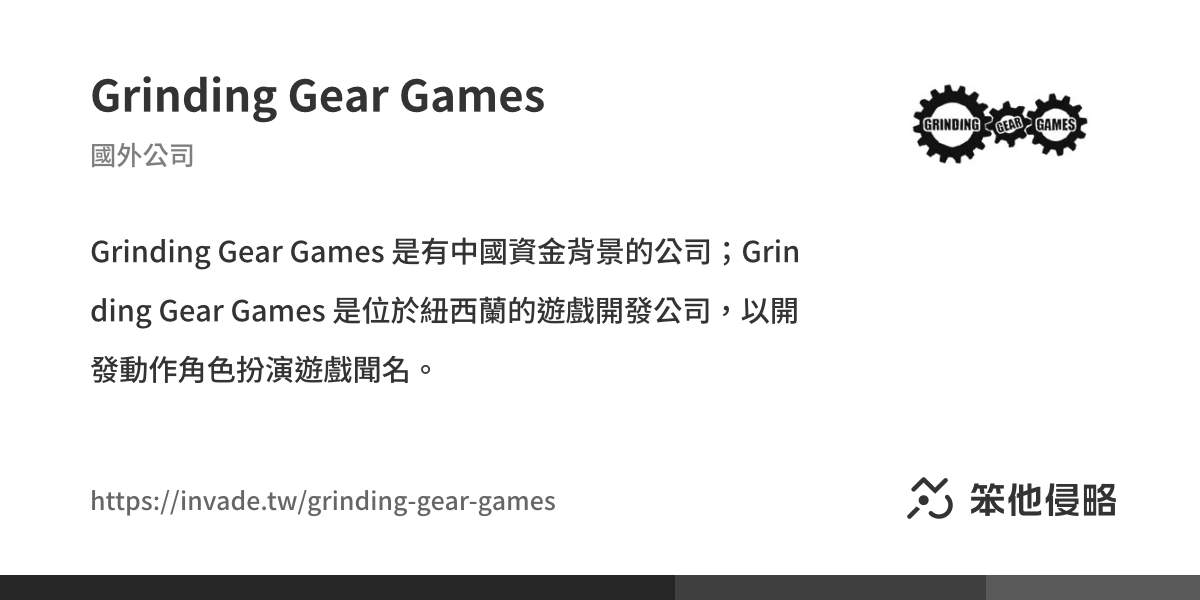 Grinding Gear Games
國外公司
GRINDING GEAR GAMES
Grinding Gear Games 是有中國資金背景的公司；Grin
ding Gear Games 是位於紐西蘭的遊戲開發公司，以開
發動作角色扮演遊戲聞名。
https://invade.tw/grinding-gear-games
笨他侵略